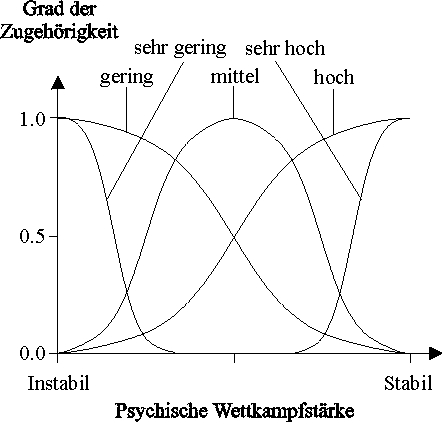 Grad der
Zugehörigkeit
sehr gering
sehr hoch
gering
mittel
hoch
1.0
0.5
0.0
Instabil
Stabil
Psychische Wettkampfstärke